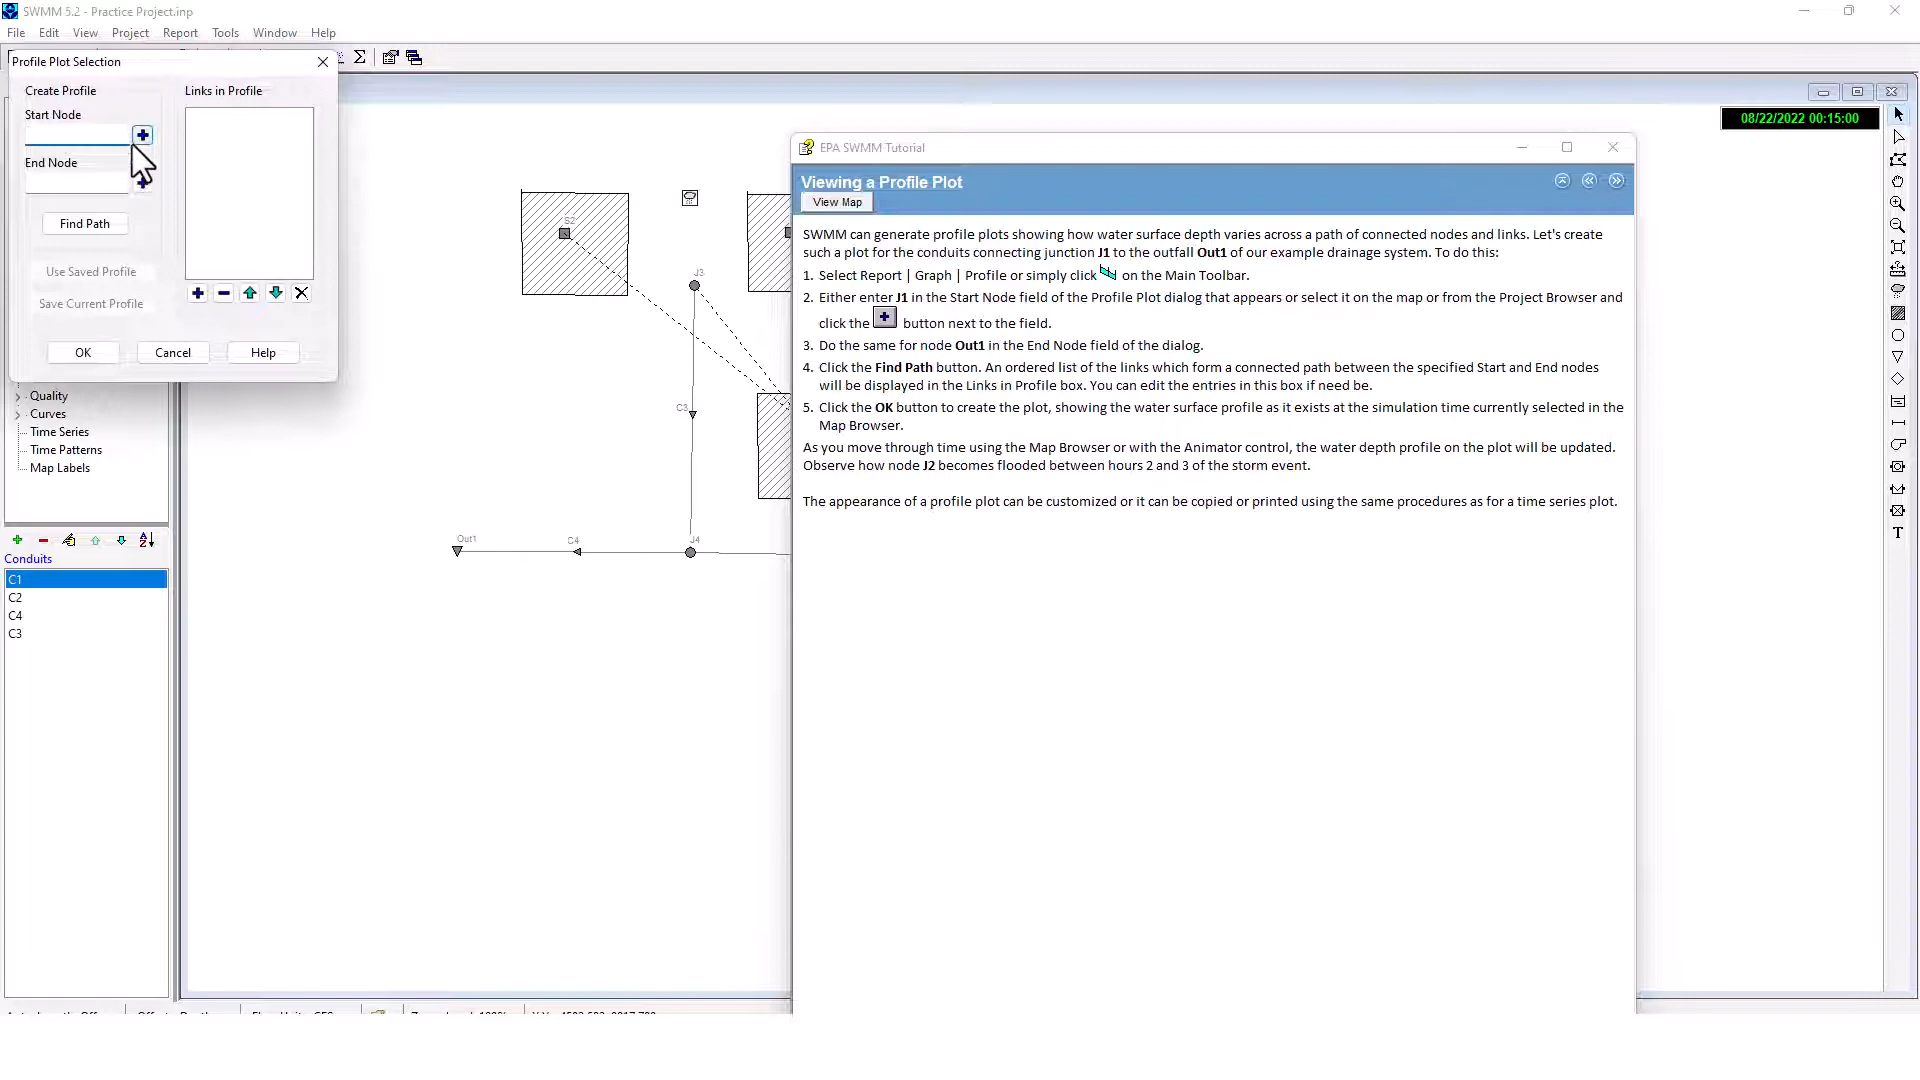 SWMM 5.2 - Practice Project.inp
File Edit View Project Report Tools Window Help
Profile Plot Selection
Create Profile
Links in Profile
Start Node
End Node
Find Path
Use Saved Profile
Save Current Profile
OK Cancel Help
Quality
Curves
Time Series
Time Patterns
Map Labels
Conduits
C1
C2
C4
C3
S2
J3
C3
Out1
C4
J4
08/22/2022 00:15:00
EPA SWMM Tutorial
Viewing a Profile Plot
View Map
SWMM can generate profile plots showing how water surface depth varies across a path of connected nodes and links. Let's create
such a plot for the conduits connecting junction J1 to the outfall Out1 of our example drainage system. To do this:
1. Select Report | Graph | Profile or simply click on the Main Toolbar.
2. Either enter J1 in the Start Node field of the Profile Plot dialog that appears or select it on the map or from the Project Browser and
click the button next to the field.
3. Do the same for node Out1 in the End Node field of the dialog.
4. Click the Find Path button. An ordered list of the links which form a connected path between the specified Start and End nodes
will be displayed in the Links in Profile box. You can edit the entries in this box if need be.
5. Click the OK button to create the plot, showing the water surface profile as it exists at the simulation time currently selected in the
Map Browser.
As you move through time using the Map Browser or with the Animator control, the water depth profile on the plot will be updated.
Observe how node J2 becomes flooded between hours 2 and 3 of the storm event.
The appearance of a profile plot can be customized or it can be copied or printed using the same procedures as for a time series plot.
T